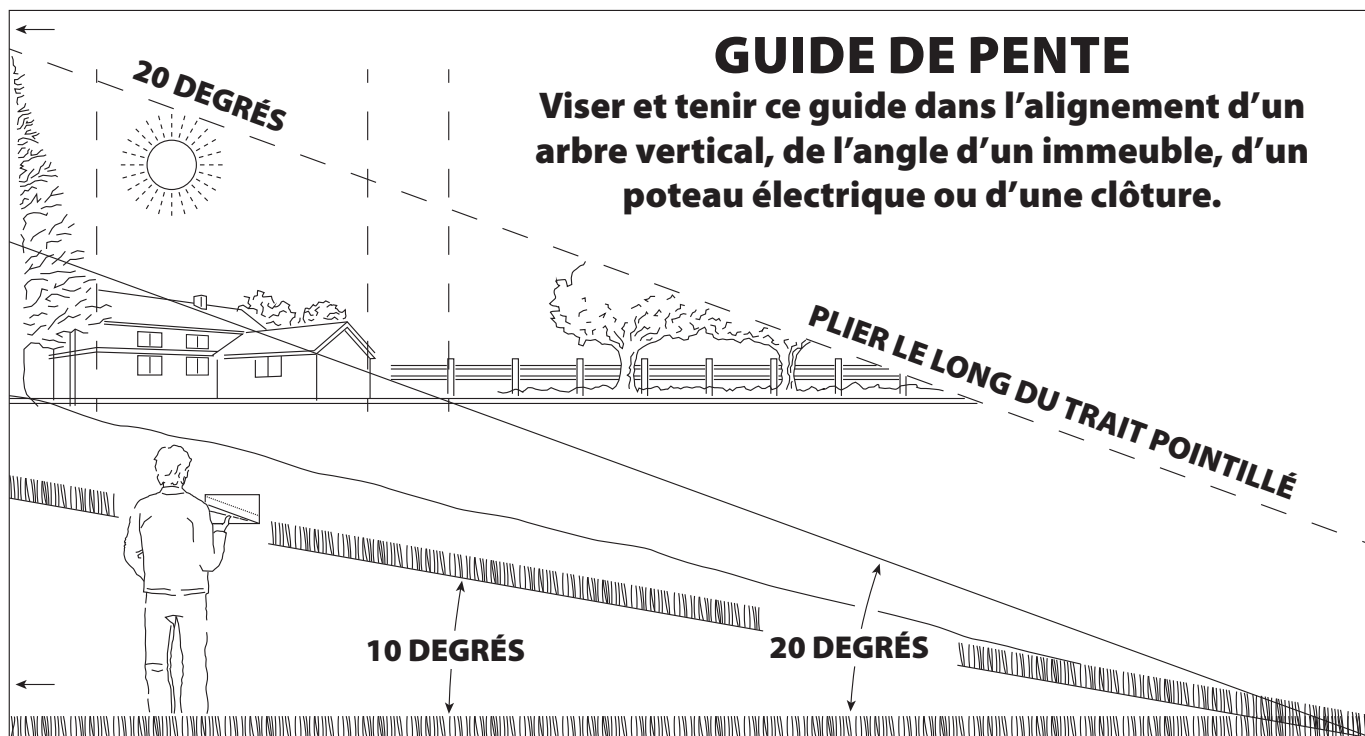 GUIDE DE PENTE
Viser et tenir ce guide dans l’alignement d’un
arbre vertical, de l’angle d’un immeuble, d’un
poteau électrique ou d’une clôture.
20 DEGRÉS
PLIER LE LONG DU TRAIT POINTILLÉ
10 DEGRÉS
20 DEGRÉS